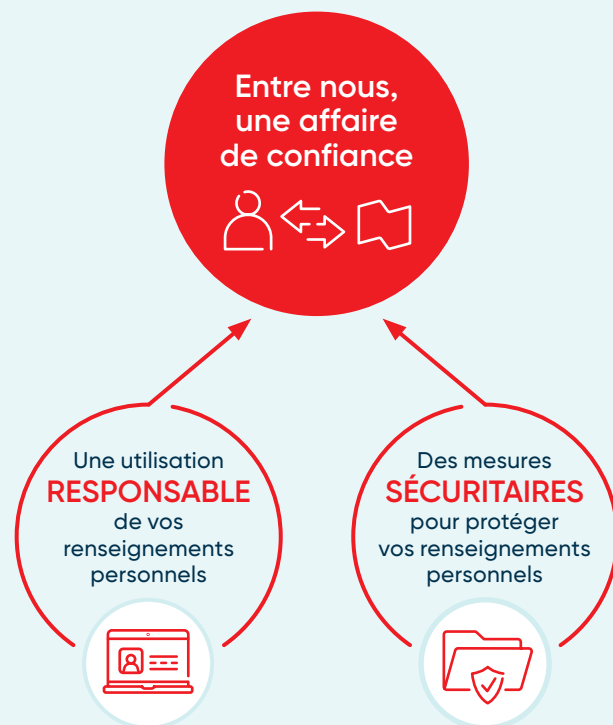 Entre nous,
une affaire
de confiance
Une utilisation
RESPONSABLE
de vos
renseignements
personnels
Des mesures
SÉCURITAIRES
pour protéger
vos renseignements
personnels